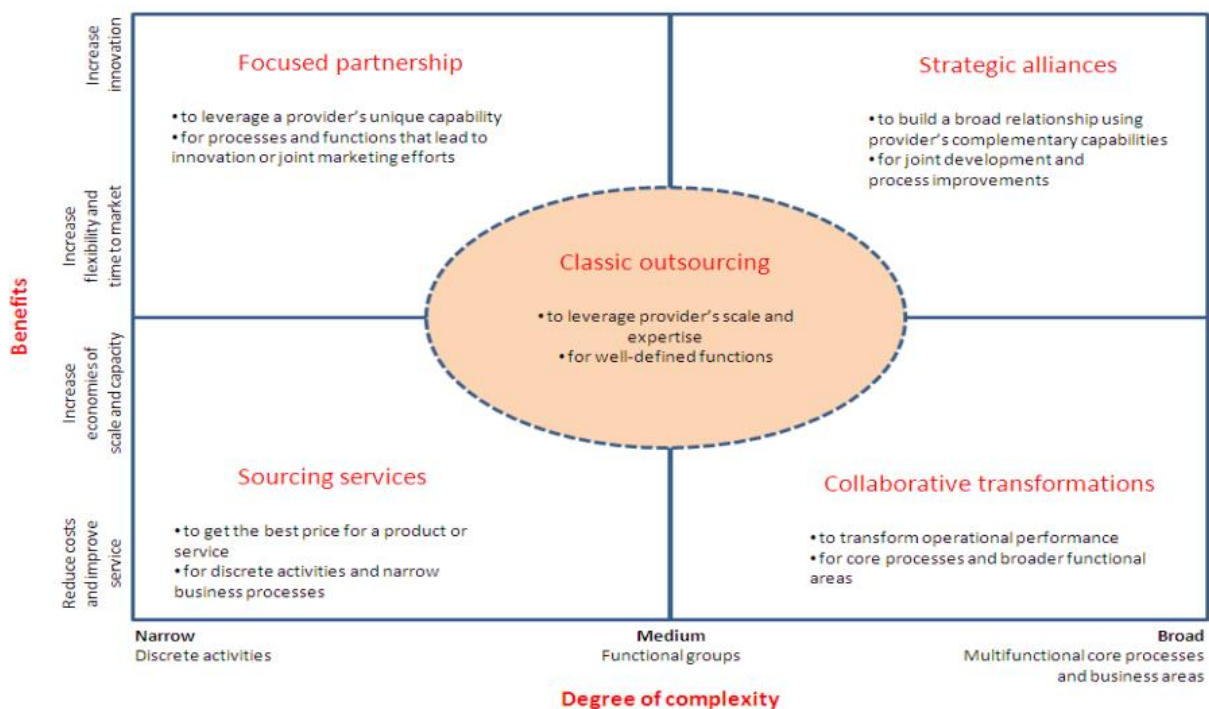 Benefits
Increase
innovation
Increase
flexibility and
time to market
Increase
economies of
scale and capacity
Reduce costs
and improve
service
Focused partnership
• to leverage a provider's unique capability
• for processes and functions that lead to
innovation or joint marketing efforts
Strategic alliances
• to build a broad relationship using
provider's complementary capabilities
• for joint development and
process improvements
Classic outsourcing
• to leverage provider's scale and
expertise
• for well-defined functions
Sourcing services
• to get the best price for a product or
service
• for discrete activities and narrow
business processes
Collaborative transformations
• to transform operational performance
• for core processes and broader functional
areas
Narrow
Discrete activities
Medium
Functional groups
Broad
Multifunctional core processes
and business areas
Degree of complexity